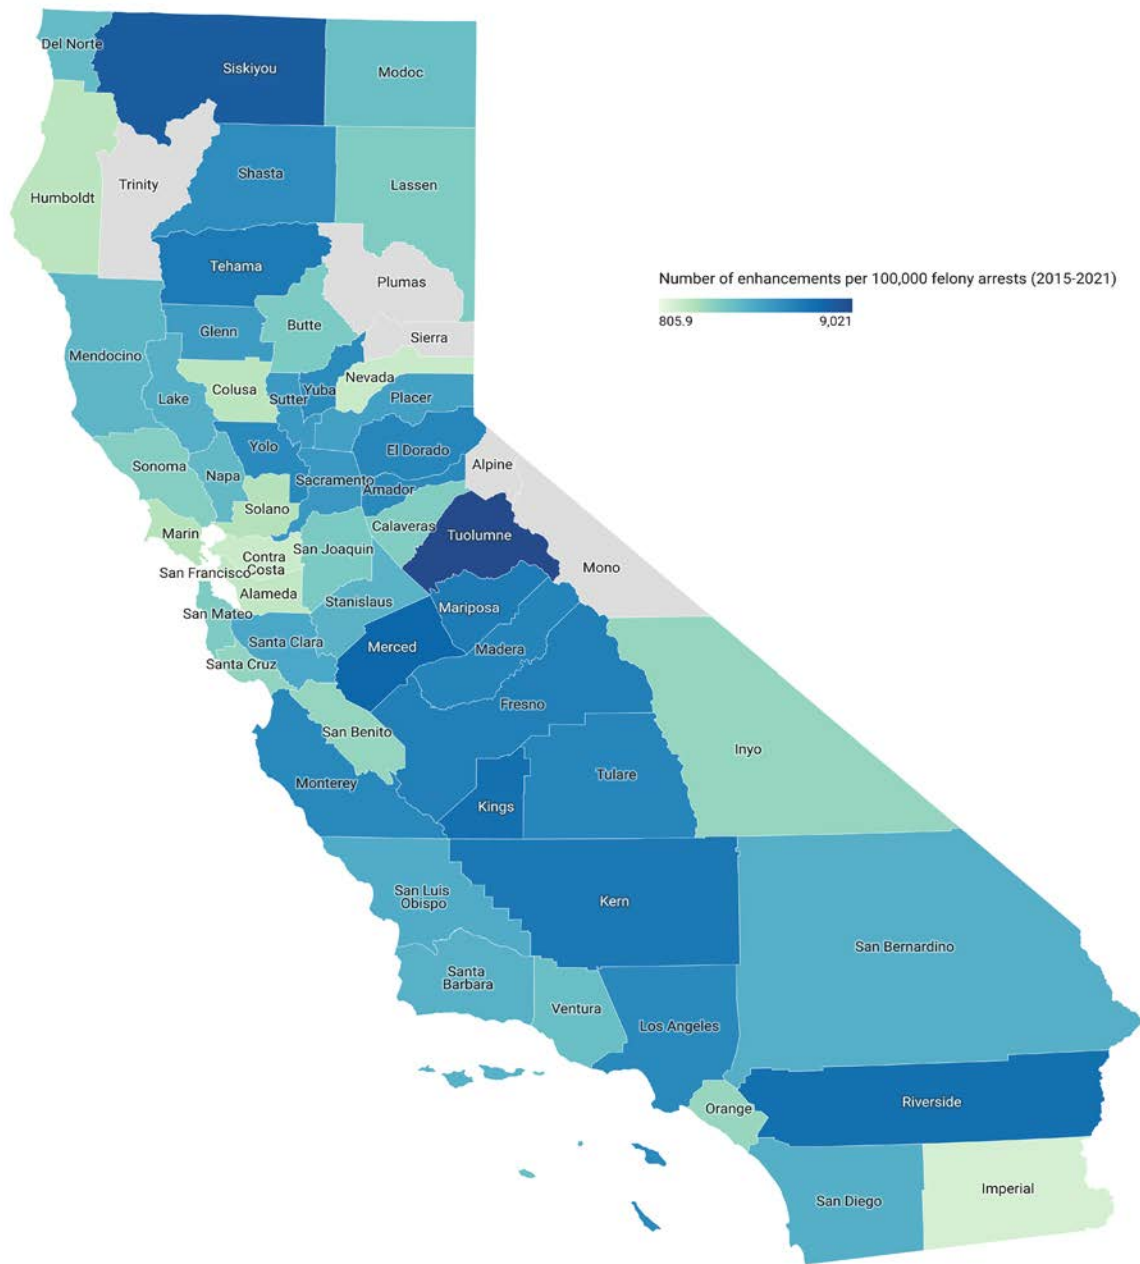 Del Norte
Siskiyou
Modoc
Shasta
Lassen
Trinity
Humboldt
Tehama
Plumas
Number of enhancements per 100,000 felony arrests (2015-2021)
805.9 9,021
Glenn
Butte
Sierra
Mendocino
Nevada
Colusa
Yuba
Lake
Sutter
Placer
Yolo
El Dorado
Sonoma
Napa
Alpine
Sacramento
Amador
Solano
Calaveras
Marin
Tuolumne
San Joaquin
Contra
Costa
San Francisco
Mono
Alameda
Stanislaus
Mariposa
San Mateo
Santa Clara
Merced
Madera
Santa Cruz
Fresno
San Benito
Inyo
Tulare
Monterey
Kings
San Luis
Obispo
Kern
San Bernardino
Santa
Barbara
Ventura
Los Angeles
Riverside
Orange
Imperial
San Diego